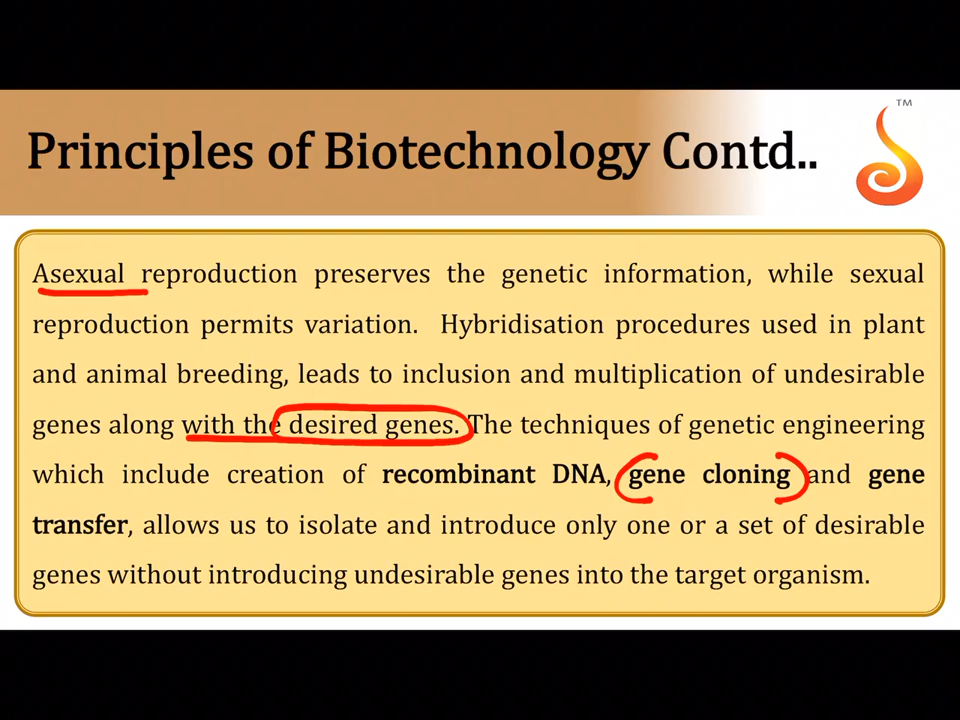 TM
Principles of Biotechnology Contd..
Asexual reproduction preserves the genetic information, while sexual
reproduction permits variation. Hybridisation procedures used in plant
and animal breeding, leads to inclusion and multiplication of undesirable
genes along with the desired genes. The techniques of genetic engineering
which include creation of recombinant DNA, gene cloning and gene
transfer, allows us to isolate and introduce only one or a set of desirable
genes without introducing undesirable genes into the target organism.